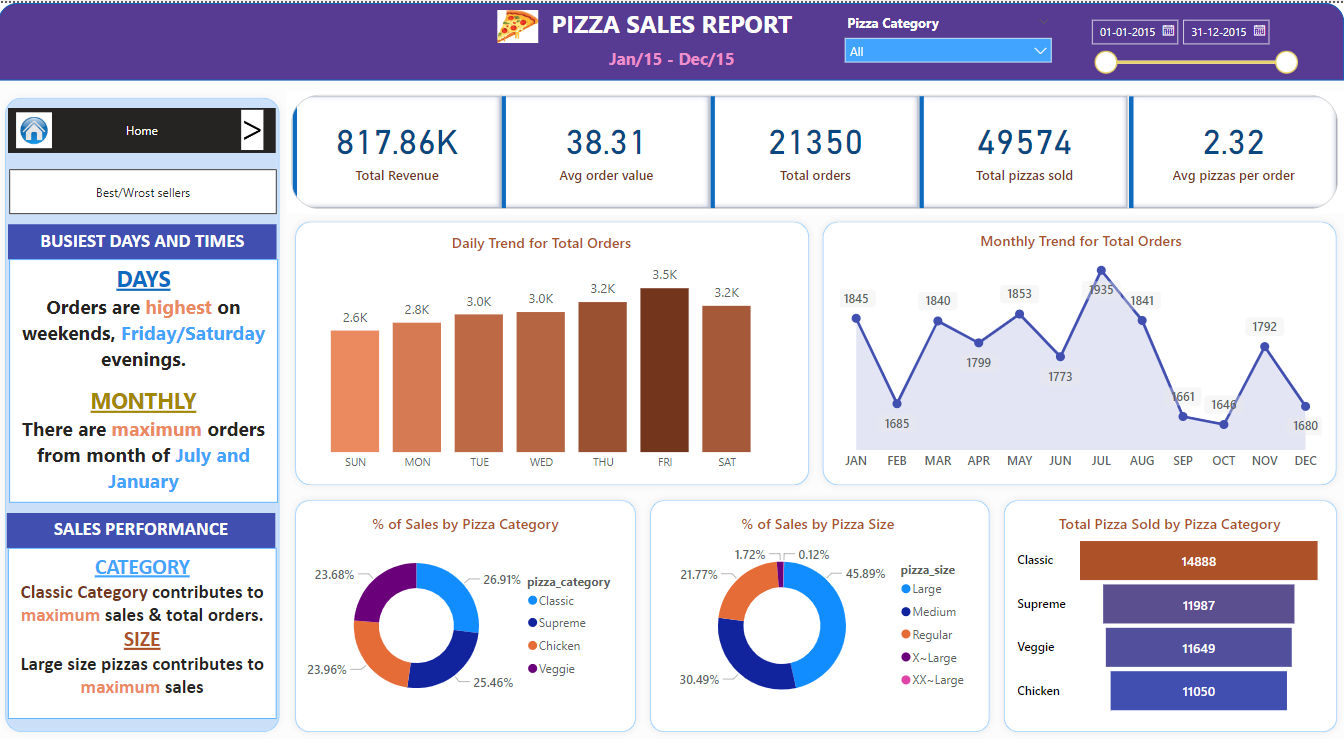 PIZZA SALES REPORT
Jan/15 - Dec/15
Pizza Category
All
01-01-2015
31-12-2015
Home
>
Best/Wrost sellers
BUSIEST DAYS AND TIMES
DAYS
Orders are highest on
weekends, Friday/Saturday
evenings.
MONTHLY
There are maximum orders
from month of July and
January
SALES PERFORMANCE
CATEGORY
Classic Category contributes to
maximum sales & total orders.
SIZE
Large size pizzas contributes to
maximum sales
817.86K
Total Revenue
38.31
Avg order value
21350
Total orders
49574
Total pizzas sold
2.32
Avg pizzas per order
Daily Trend for Total Orders
2.6K
2.8K
3.0K
3.0K
3.2K
3.5K
3.2K
SUN MON TUE WED THU FRI SAT
Monthly Trend for Total Orders
1845
1685
1840
1799
1853
1773
1935
1841
1661
1646
1792
1680
JAN FEB MAR APR MAY JUN JUL AUG SEP OCT NOV DEC
% of Sales by Pizza Category
23.68%
26.91%
23.96%
25.46%
pizza_category
Classic
Supreme
Chicken
Veggie
% of Sales by Pizza Size
1.72%
0.12%
21.77%
45.89%
30.49%
pizza_size
Large
Medium
Regular
X~Large
XX~Large
Total Pizza Sold by Pizza Category
Classic 14888
Supreme 11987
Veggie 11649
Chicken 11050